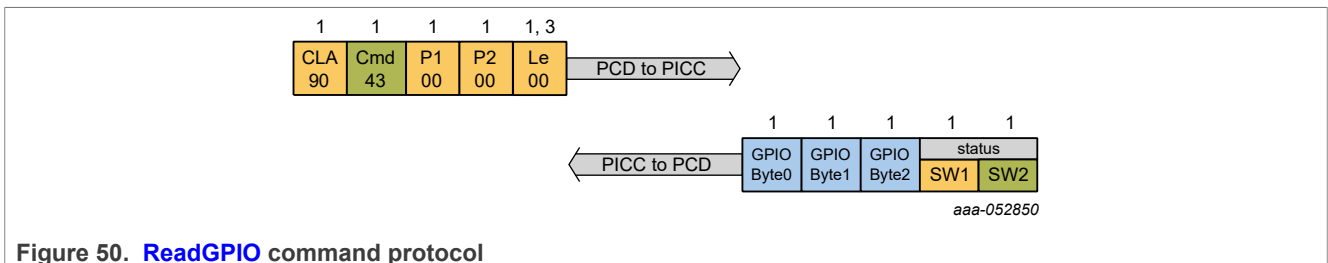 1 1 1 1 1, 3
CLA Cmd P1 P2 Le
90 43 00 00 00
PCD to PICC
1 1 1 1 1
GPIO GPIO GPIO status
Byte0 Byte1 Byte2 SW1 SW2
PICC to PCD
aaa-052850
Figure 50. ReadGPIO command protocol